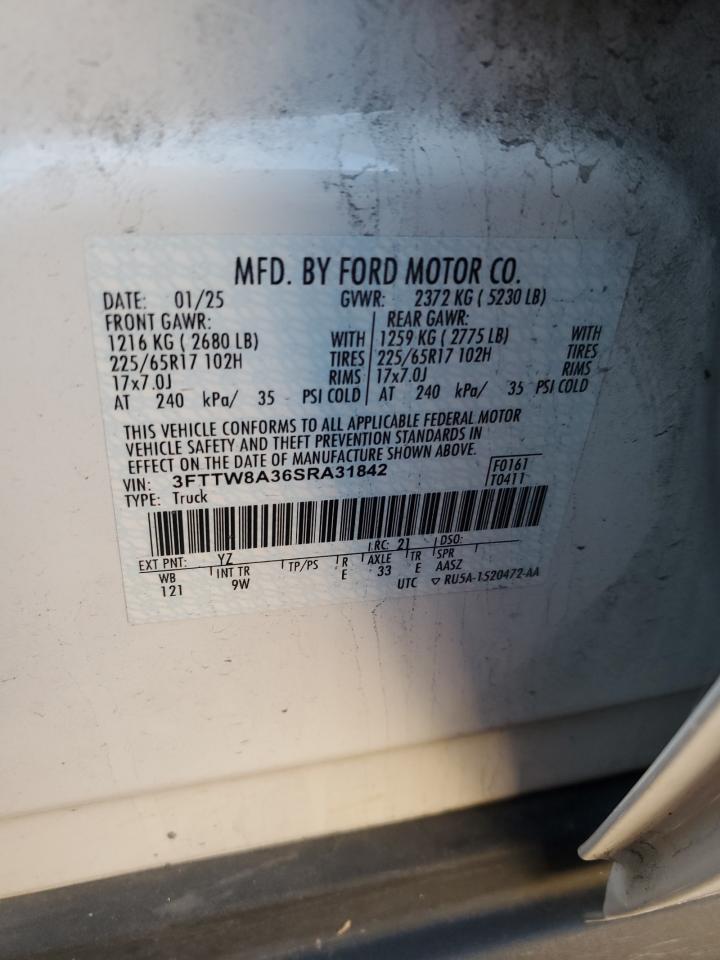 MFD. BY FORD MOTOR CO.
DATE: 01/25 GVWR: 2372 KG ( 5230 LB)
FRONT GAWR: REAR GAWR:
1216 KG ( 2680 LB) WITH 1259 KG ( 2775 LB) WITH
225/65R17 102H TIRES 225/65R17 102H TIRES
17x7.0J RIMS 17x7.0J RIMS
AT 240 kPa/ 35 PSI COLD AT 240 kPa/ 35 PSI COLD
THIS VEHICLE CONFORMS TO ALL APPLICABLE FEDERAL MOTOR
VEHICLE SAFETY AND THEFT PREVENTION STANDARDS IN
EFFECT ON THE DATE OF MANUFACTURE SHOWN ABOVE.
VIN: 3FTTW8A36SRA31842 F0161
TYPE: Truck T0411
EXT PNT: YZ RC: 21 DSO:
WB INT TR TP/PS R AXLE TR SPR
121 9W E 33 E AASZ
UTC ▽ RU5A-1520472-AA